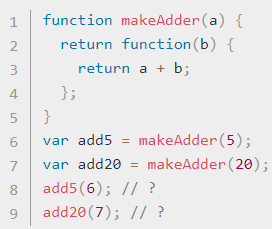 1 function makeAdder(a) {
2   return function(b) {
3     return a + b;
4   };
5 }
6 var add5 = makeAdder(5);
7 var add20 = makeAdder(20);
8 add5(6); // ?
9 add20(7); // ?